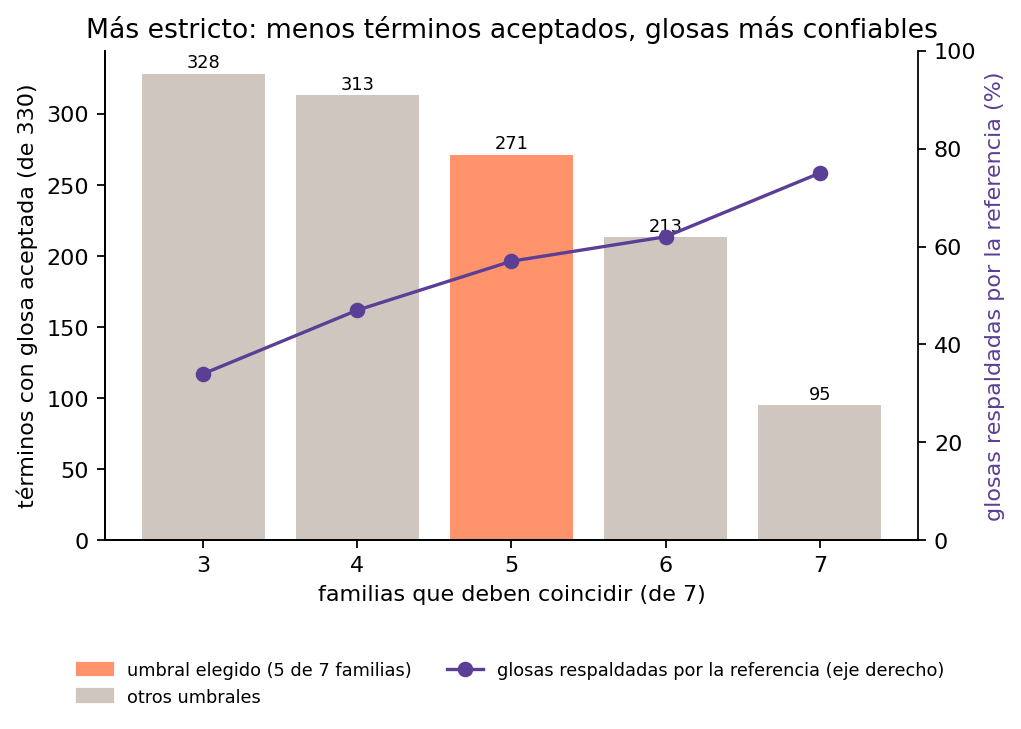 Más estricto: menos términos aceptados, glosas más confiables
términos con glosa aceptada (de 330)
0
50
100
150
200
250
300
328
313
271
213
95
0
20
40
60
80
100
glosas respaldadas por la referencia (%)
3 4 5 6 7
familias que deben coincidir (de 7)
umbral elegido (5 de 7 familias)
otros umbrales
glosas respaldadas por la referencia (eje derecho)